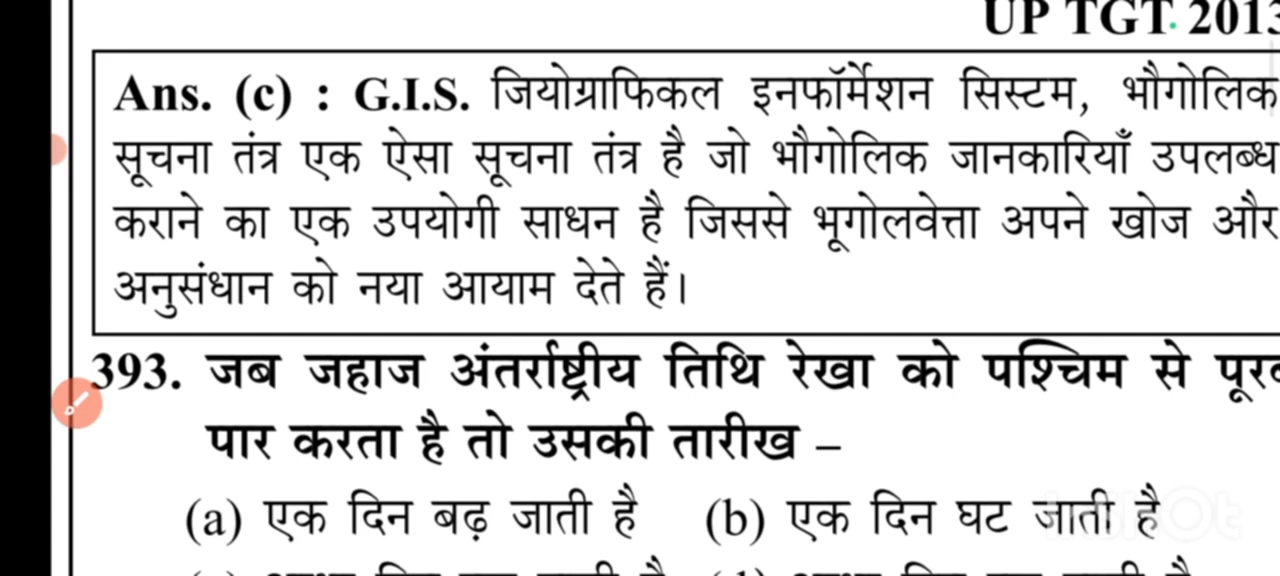 UP TGT 2013
Ans. (c) : G.I.S. जियोग्राफिकल इनफॉर्मेशन सिस्टम, भौगोलिक
सूचना तंत्र एक ऐसा सूचना तंत्र है जो भौगोलिक जानकारियाँ उपलब्ध
कराने का एक उपयोगी साधन है जिससे भूगोलवेत्ता अपने खोज और
अनुसंधान को नया आयाम देते हैं।
393. जब जहाज अंतर्राष्ट्रीय तिथि रेखा को पश्चिम से
पार करता है तो उसकी तारीख –
(a) एक दिन बढ़ जाती है (b) एक दिन घट जाती है